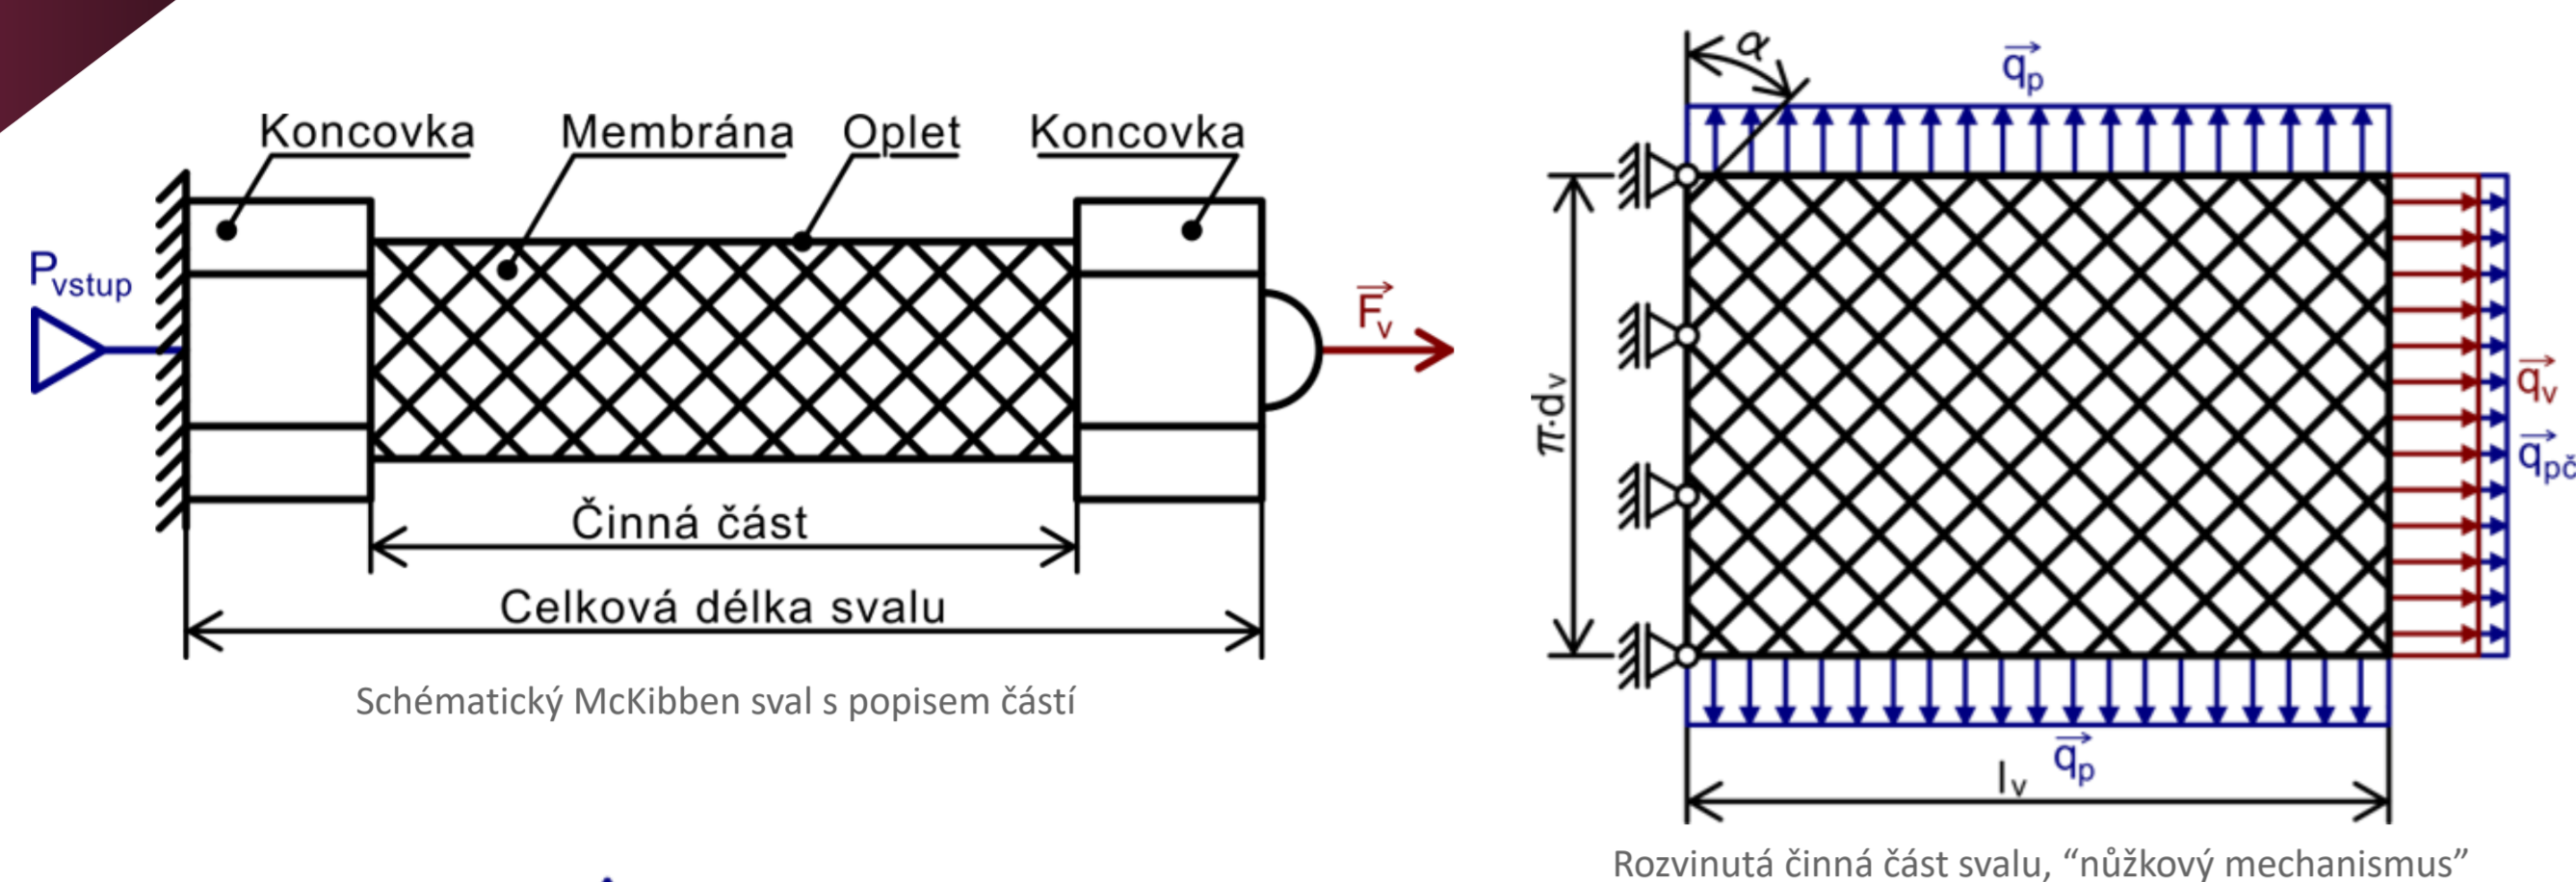 Koncovka
Membrána
Oplet
Koncovka
Pvstup
Fv
Činná část
Celková délka svalu
Schématický McKibben sval s popisem částí
α
qp
π·dv
qv
qpč
qp
lv
Rozvinutá činná část svalu, “nůžkový mechanismus”